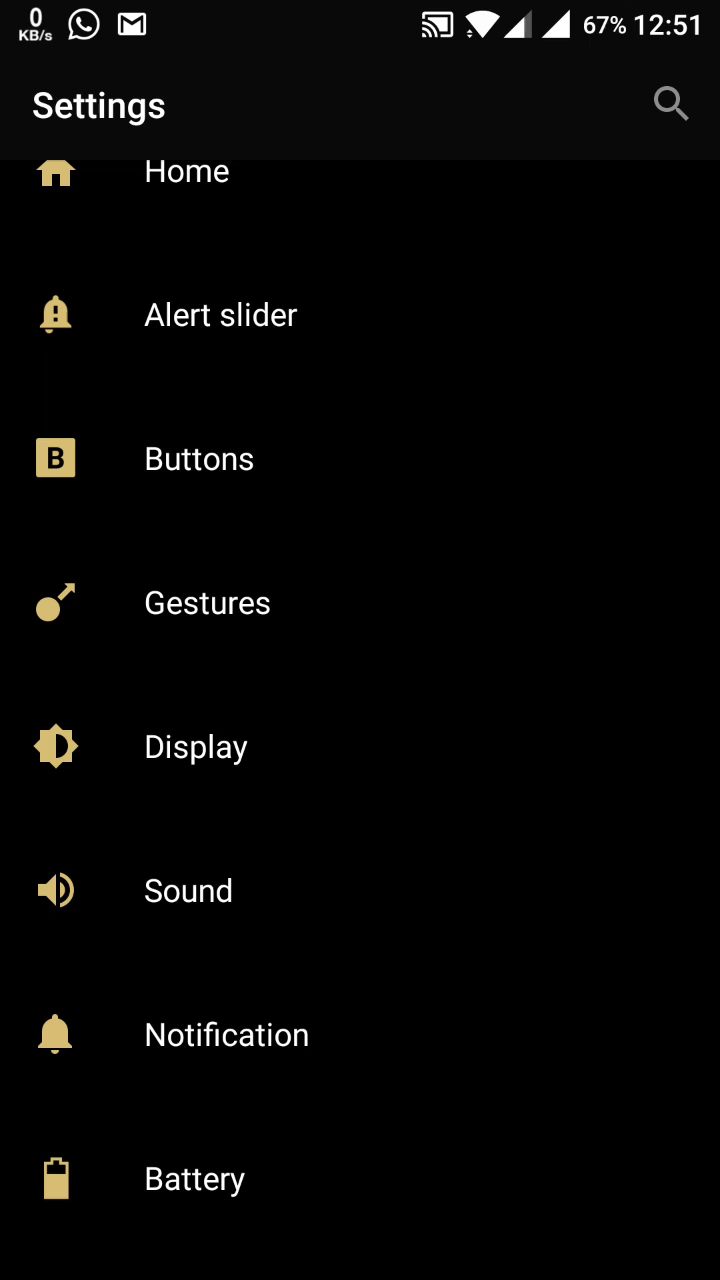 0
KB/s
67% 12:51
Settings
Home
Alert slider
B
Buttons
Gestures
Display
Sound
Notification
Battery